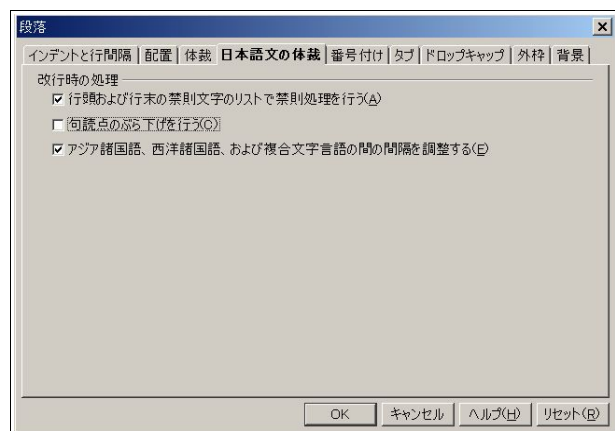 段落
インデントと行間隔 配置 体裁 日本語文の体裁 番号付け タブ ドロップキャップ 外枠 背景
改行時の処理
行頭および行末の禁則文字のリストで禁則処理を行う(A)
句読点のぶら下げを行う(C)
アジア諸国語、西洋諸国語、および複合文字言語の間の間隔を調整する(E)
OK キャンセル ヘルプ(H) リセット(R)